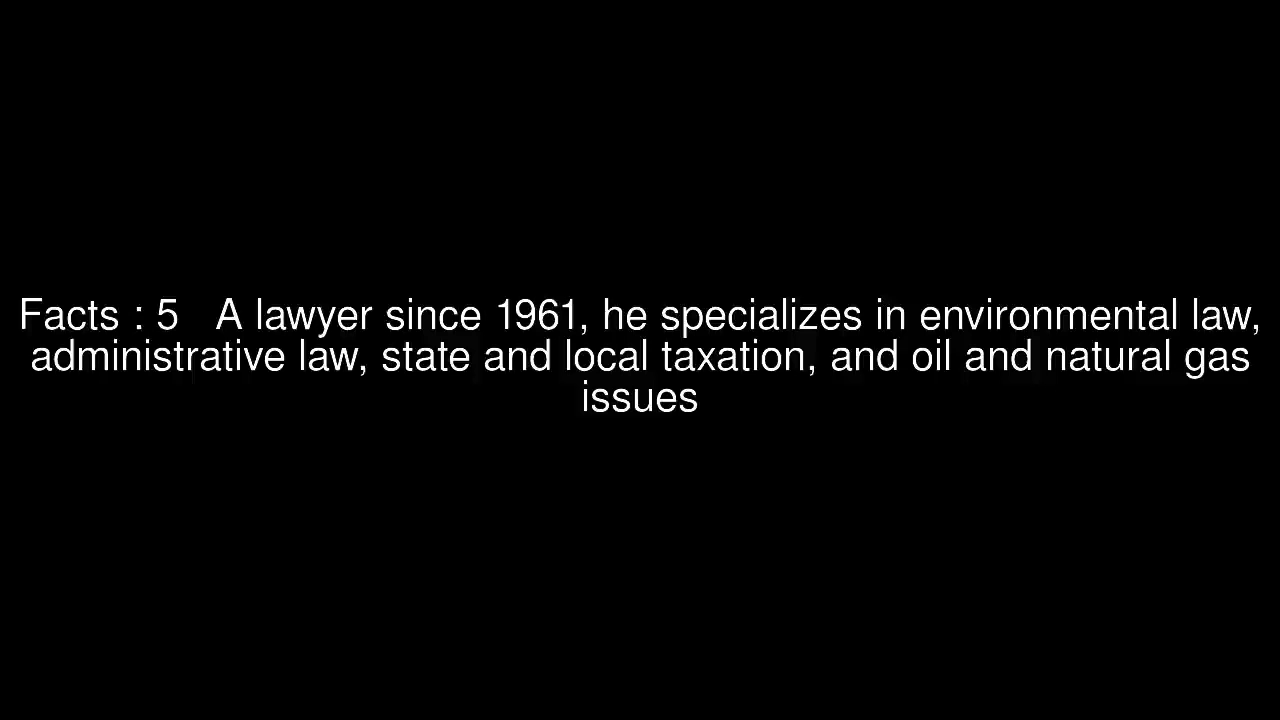 Facts : 5   A lawyer since 1961, he specializes in environmental law,
administrative law, state and local taxation, and oil and natural gas
issues